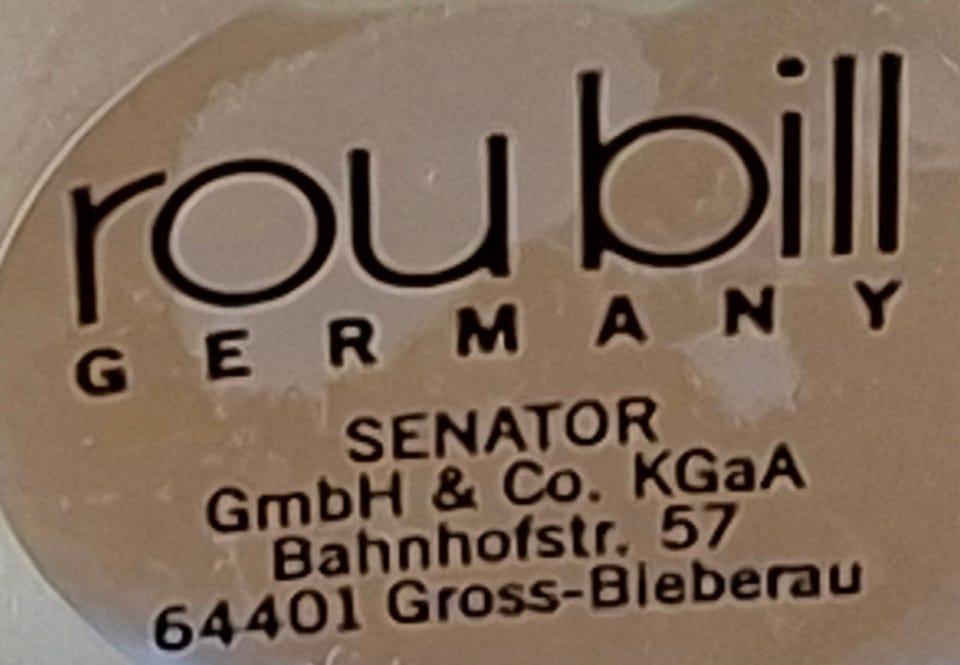 rou bill
GERMANY
SENATOR
GmbH & Co. KGaA
Bahnhofstr. 57
64401 Gross-Bieberau